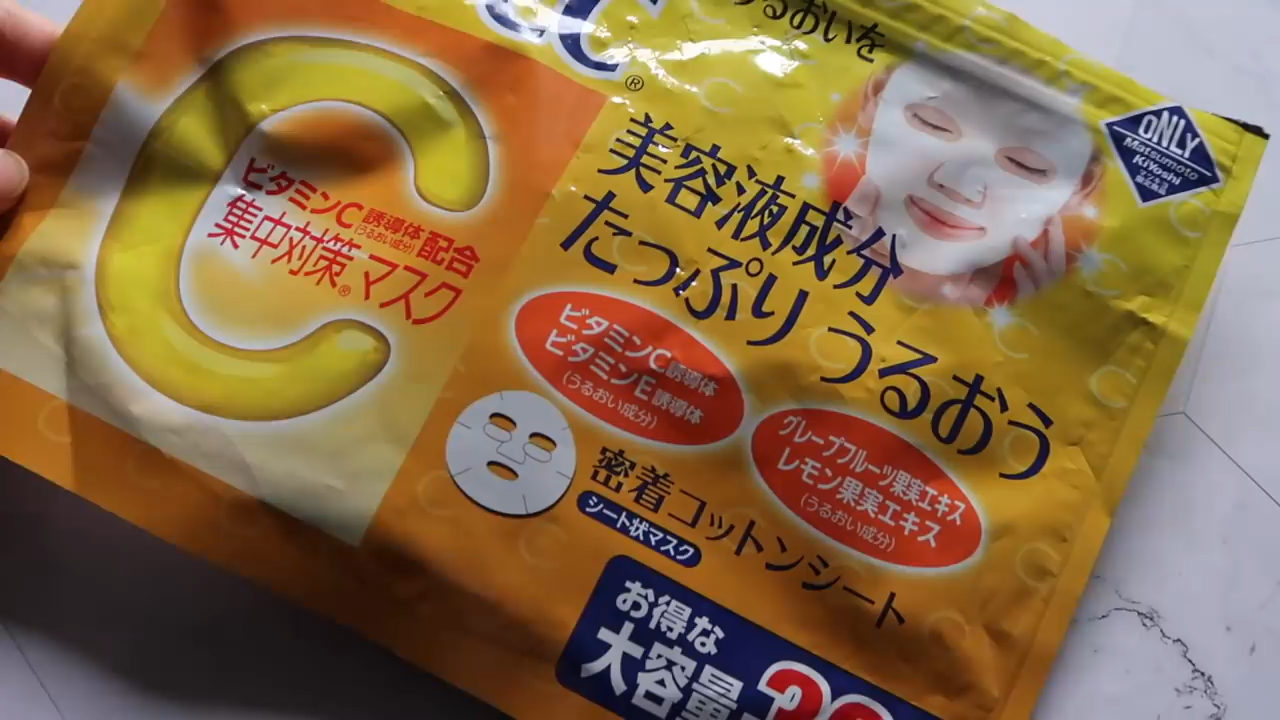 うるおいを
CC®
ONLY
Matsumoto
KiYoshi
ビタミンC誘導体配合
(うるおい成分)
集中対策®マスク
美容液成分
たっぷりうるおう
ビタミンC誘導体
ビタミンE誘導体
(うるおい成分)
グレープフルーツ果実エキス
レモン果実エキス
(うるおい成分)
密着コットンシート
シート状マスク
お得な
大容量